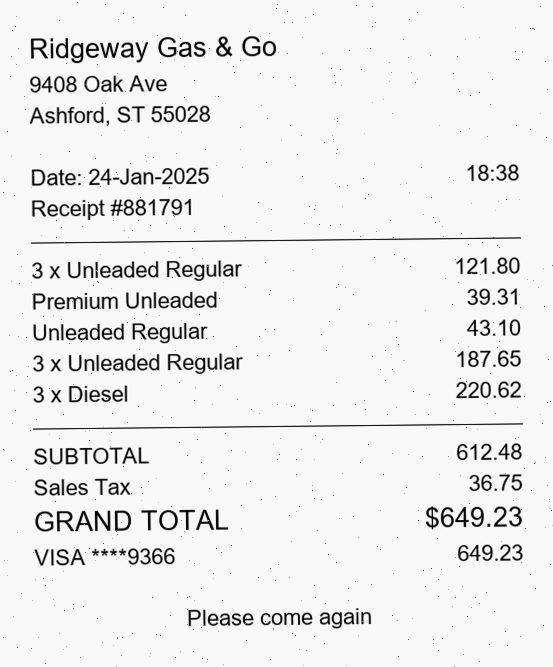 Ridgeway Gas & Go
9408 Oak Ave
Ashford, ST 55028
Date: 24-Jan-2025 18:38
Receipt #881791
3 x Unleaded Regular 121.80
Premium Unleaded 39.31
Unleaded Regular 43.10
3 x Unleaded Regular 187.65
3 x Diesel 220.62
SUBTOTAL 612.48
Sales Tax 36.75
GRAND TOTAL $649.23
VISA ****9366 649.23
Please come again